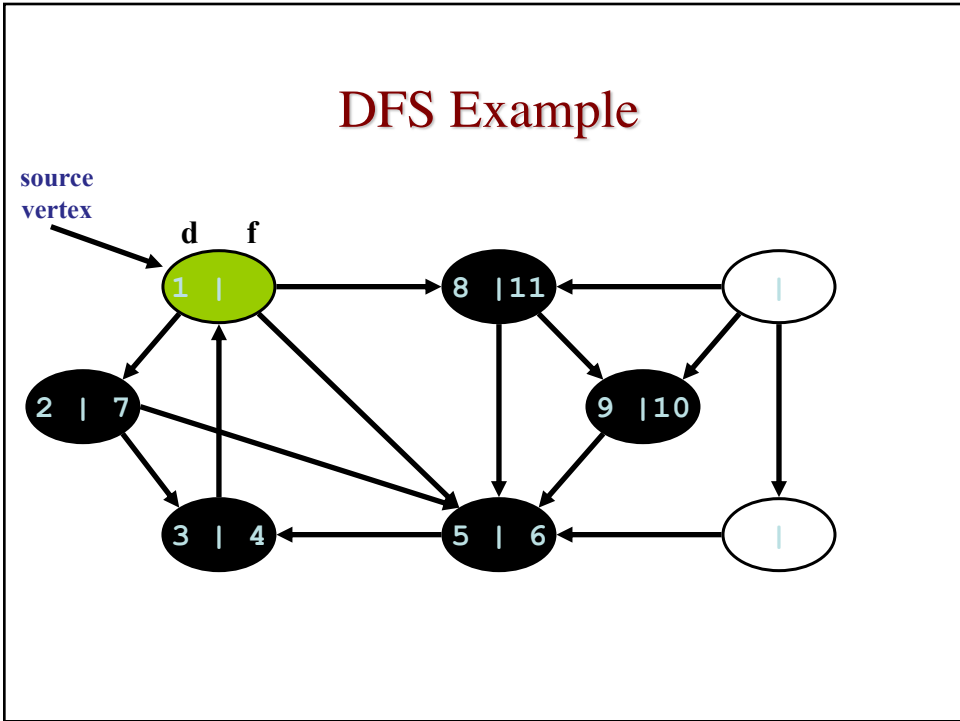 DFS Example
source
vertex
d f
1 |
8 |11
|
2 | 7
9 |10
3 | 4
5 | 6
|